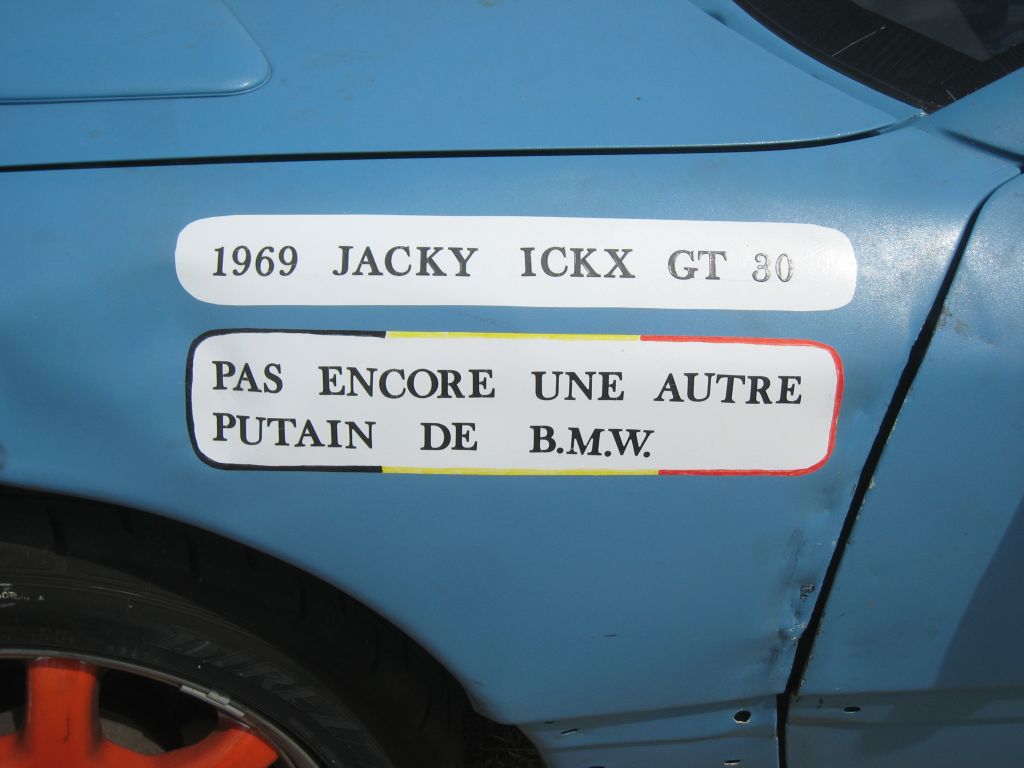 1969 JACKY ICKX GT 30
PAS ENCORE UNE AUTRE
PUTAIN DE B.M.W.